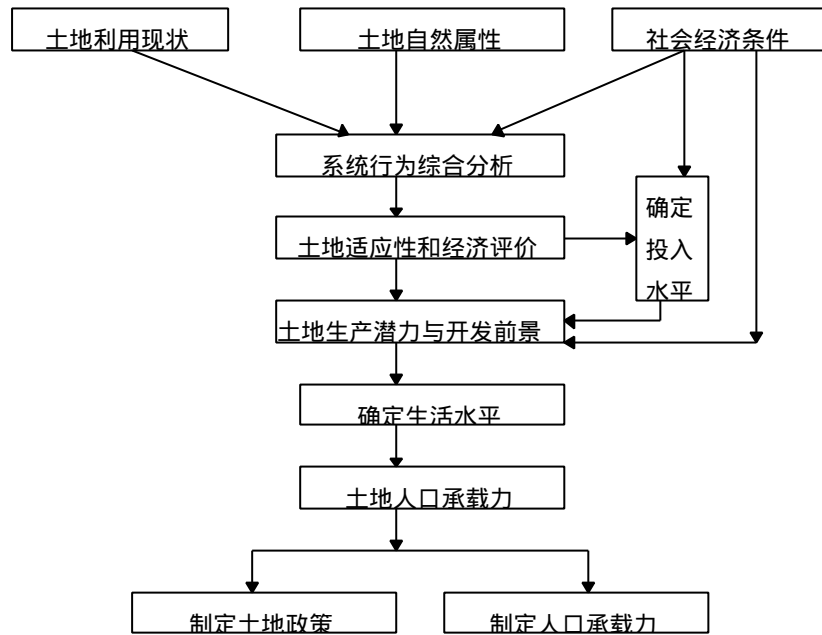 土地利用现状
土地自然属性
社会经济条件
系统行为综合分析
确定
投入
水平
土地适应性和经济评价
土地生产潜力与开发前景
确定生活水平
土地人口承载力
制定土地政策
制定人口承载力